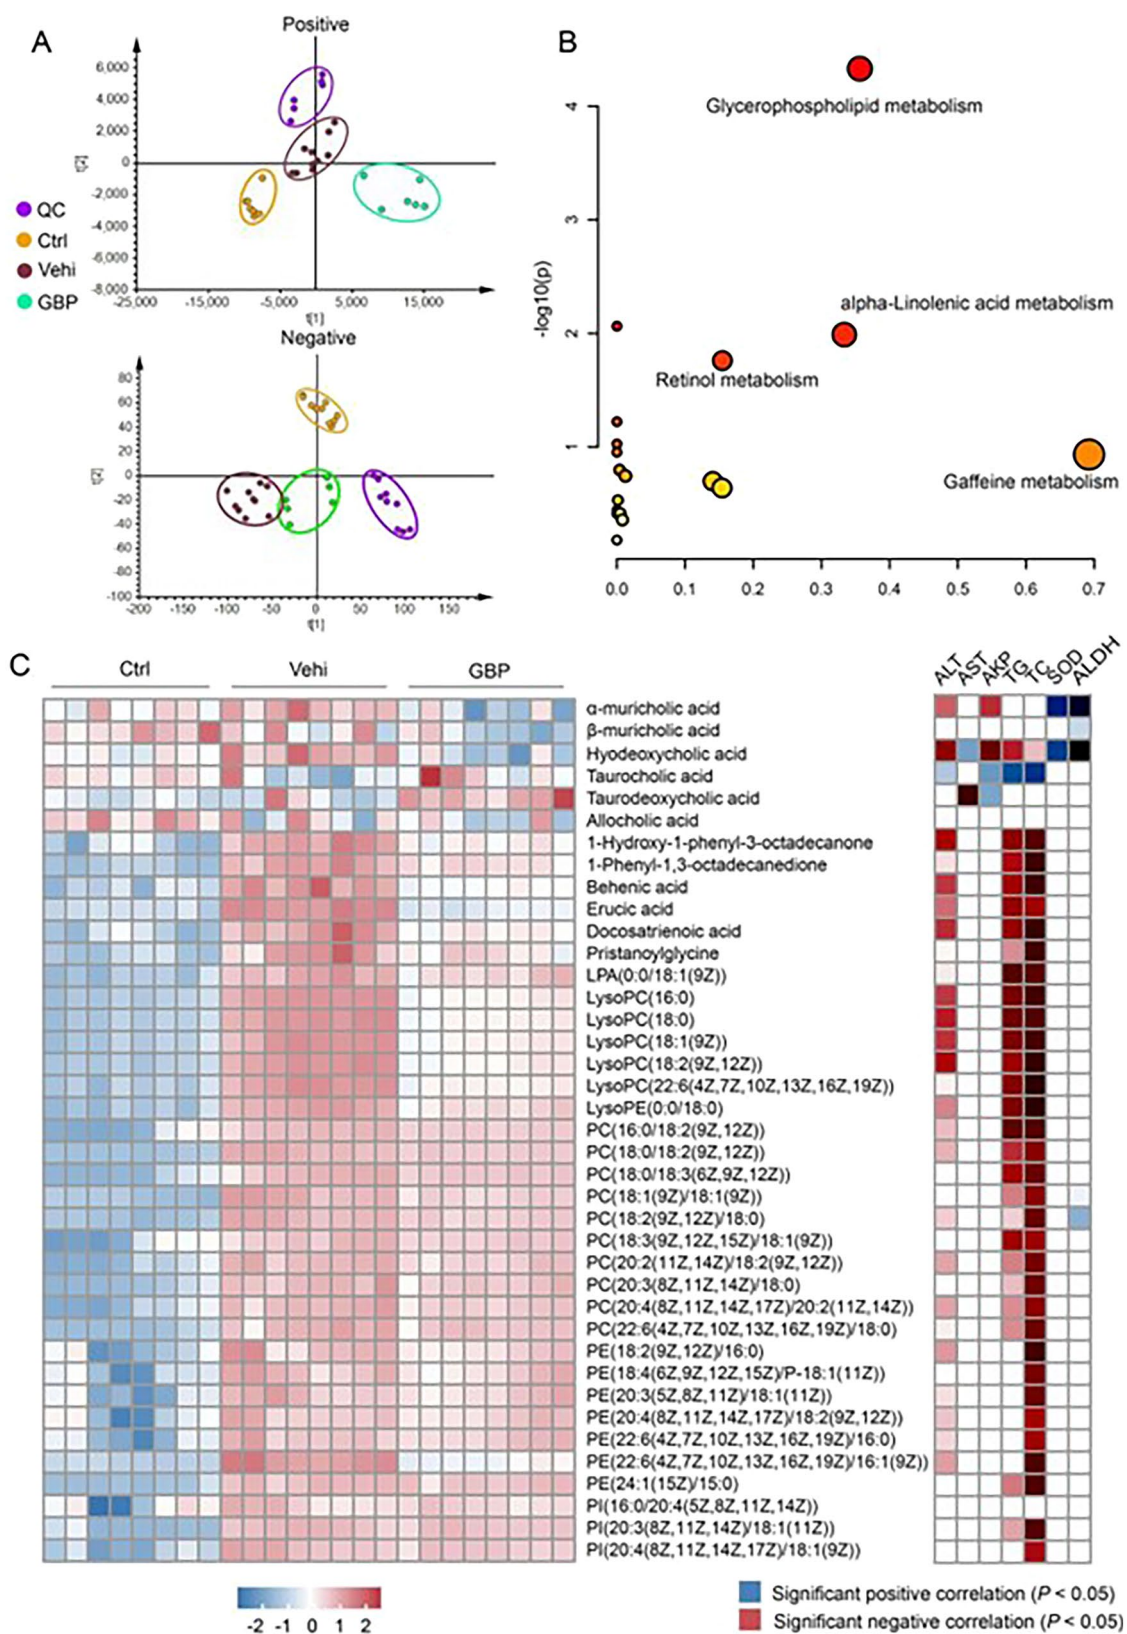 A
Positive
6,000
4,000
2,000
0
-2,000
-4,000
-6,000
-8,000
t[2]
-25,000 -15,000 -5,000 5,000 15,000
t[1]
QC
Ctrl
Vehi
GBP
Negative
80
60
40
20
0
-20
-40
-60
-80
-100
t[2]
-200 -150 -100 -50 0 50 100 150
t[1]
B
4
3
2
1
-log10(p)
Glycerophospholipid metabolism
alpha-Linolenic acid metabolism
Retinol metabolism
Gaffeine metabolism
0.0 0.1 0.2 0.3 0.4 0.5 0.6 0.7
C
Ctrl Vehi GBP
ALT AST AKP TG TC SOD ALDH
α-muricholic acid
β-muricholic acid
Hyodeoxycholic acid
Taurocholic acid
Taurodeoxycholic acid
Allocholic acid
1-Hydroxy-1-phenyl-3-octadecanone
1-Phenyl-1,3-octadecanedione
Behenic acid
Erucic acid
Docosatrienoic acid
Pristanoylglycine
LPA(0:0/18:1(9Z))
LysoPC(16:0)
LysoPC(18:0)
LysoPC(18:1(9Z))
LysoPC(18:2(9Z,12Z))
LysoPC(22:6(4Z,7Z,10Z,13Z,16Z,19Z))
LysoPE(0:0/18:0)
PC(16:0/18:2(9Z,12Z))
PC(18:0/18:2(9Z,12Z))
PC(18:0/18:3(6Z,9Z,12Z))
PC(18:1(9Z)/18:1(9Z))
PC(18:2(9Z,12Z)/18:0)
PC(18:3(9Z,12Z,15Z)/18:1(9Z))
PC(20:2(11Z,14Z)/18:2(9Z,12Z))
PC(20:3(8Z,11Z,14Z)/18:0)
PC(20:4(8Z,11Z,14Z,17Z)/20:2(11Z,14Z))
PC(22:6(4Z,7Z,10Z,13Z,16Z,19Z)/18:0)
PE(18:2(9Z,12Z)/16:0)
PE(18:4(6Z,9Z,12Z,15Z)/P-18:1(11Z))
PE(20:3(5Z,8Z,11Z)/18:1(11Z))
PE(20:4(8Z,11Z,14Z,17Z)/18:2(9Z,12Z))
PE(22:6(4Z,7Z,10Z,13Z,16Z,19Z)/16:0)
PE(22:6(4Z,7Z,10Z,13Z,16Z,19Z)/16:1(9Z))
PE(24:1(15Z)/15:0)
PI(16:0/20:4(5Z,8Z,11Z,14Z))
PI(20:3(8Z,11Z,14Z)/18:1(11Z))
PI(20:4(8Z,11Z,14Z,17Z)/18:1(9Z))
-2 -1 0 1 2
Significant positive correlation (P < 0.05)
Significant negative correlation (P < 0.05)